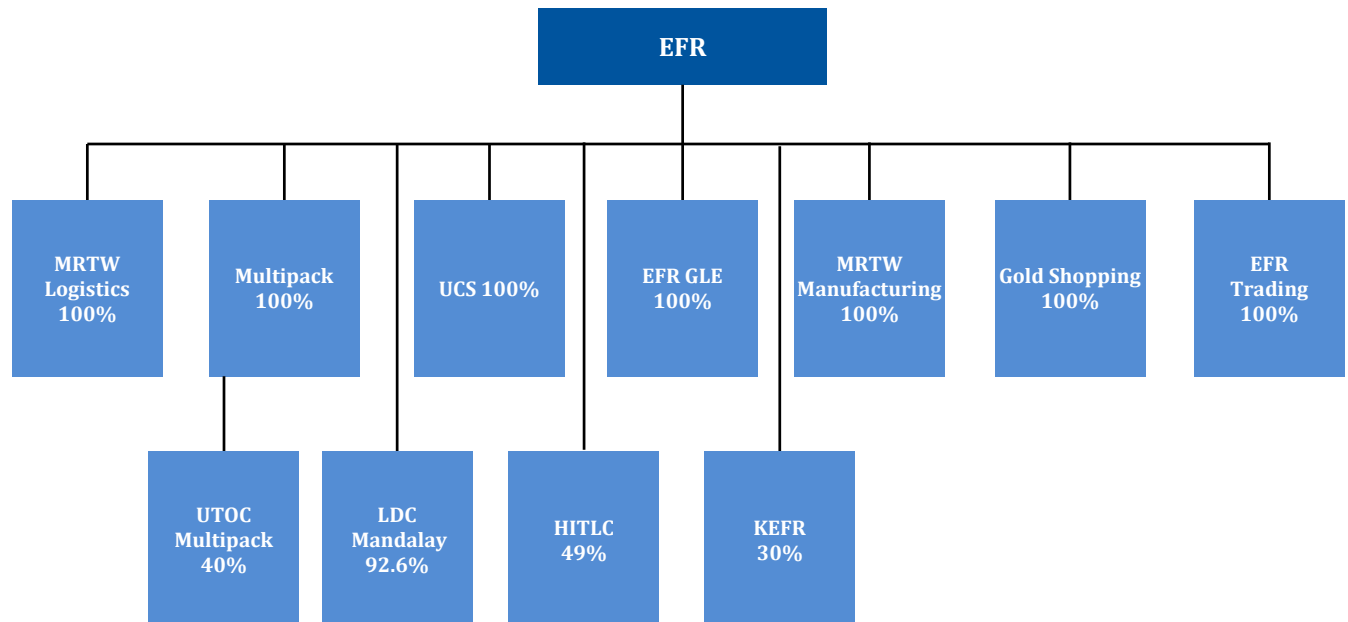 EFR
MRTW
Logistics
100%
Multipack
100%
UCS 100%
EFR GLE
100%
MRTW
Manufacturing
100%
Gold Shopping
100%
EFR
Trading
100%
UTOC
Multipack
40%
LDC
Mandalay
92.6%
HITLC
49%
KEFR
30%